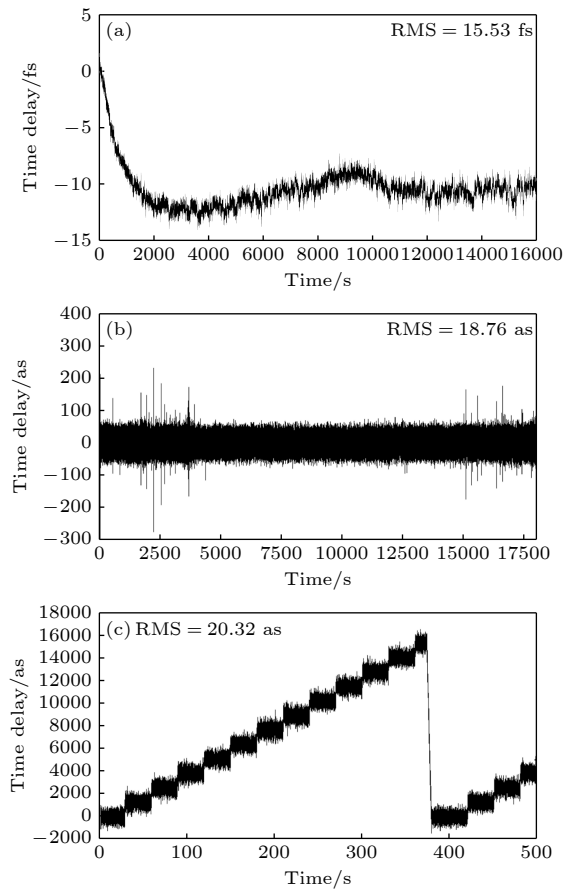 5
(a)
RMS = 15.53 fs
0
−5
−10
−15
Time delay/fs
0 2000 4000 6000 8000 10000 12000 14000 16000
Time/s
400
(b)
RMS = 18.76 as
300
200
100
0
−100
−200
−300
Time delay/as
0 2500 5000 7500 10000 12500 15000 17500
Time/s
18000
(c) RMS = 20.32 as
16000
14000
12000
10000
8000
6000
4000
2000
0
−2000
Time delay/as
0 100 200 300 400 500
Time/s